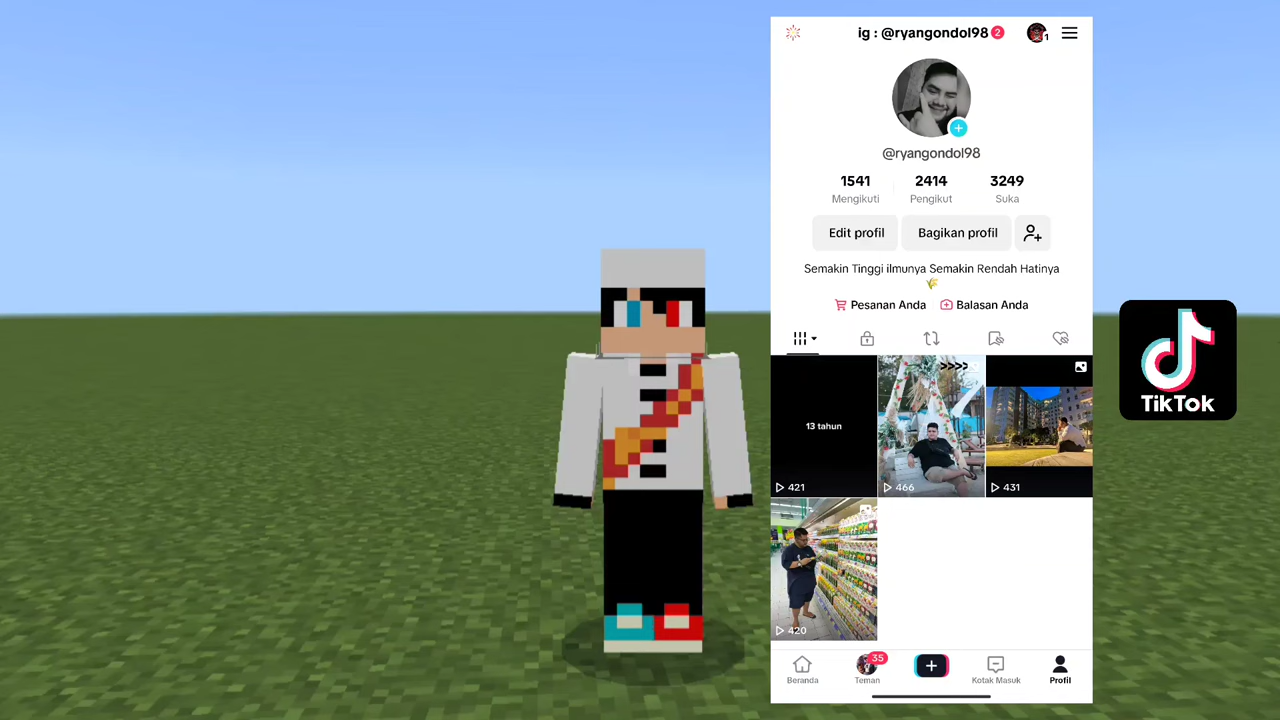 ig : @ryangondol98 2
1
@ryangondol98
1541 2414 3249
Mengikuti Pengikut Suka
Edit profil Bagikan profil
Semakin Tinggi ilmunya Semakin Rendah Hatinya
Pesanan Anda Balasan Anda
>>>>
13 tahun
421 466 431
420
TikTok
35
Beranda Teman Kotak Masuk Profil